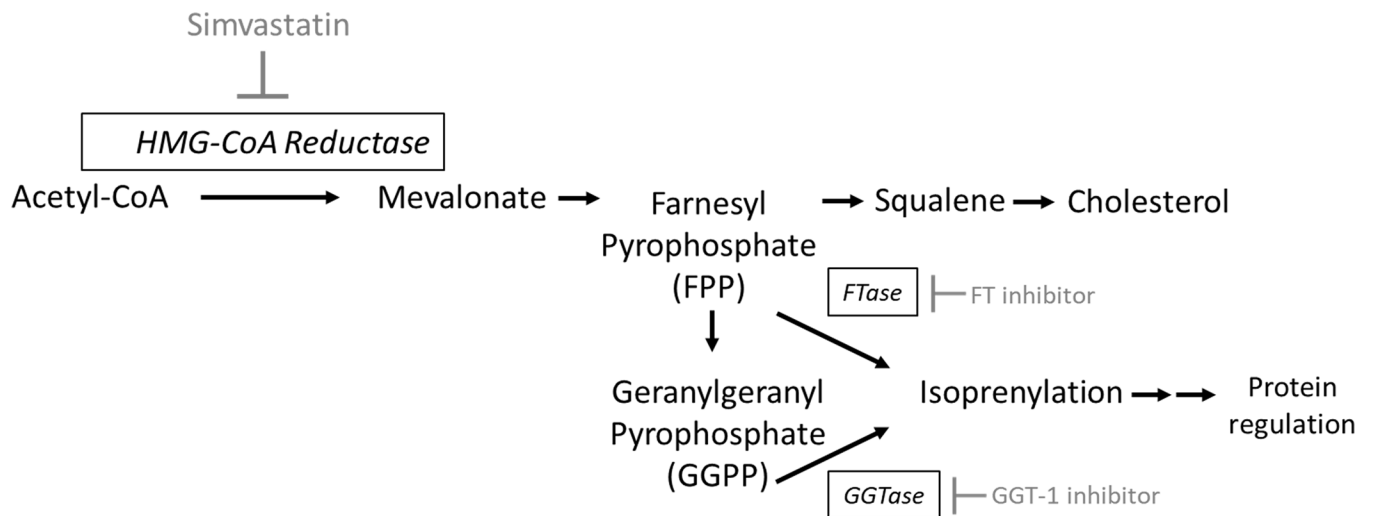 Simvastatin
HMG-CoA Reductase
Acetyl-CoA
Mevalonate
Farnesyl
Pyrophosphate
(FPP)
Squalene
Cholesterol
FTase
FT inhibitor
Geranylgeranyl
Pyrophosphate
(GGPP)
Isoprenylation
Protein
regulation
GGTase
GGT-1 inhibitor